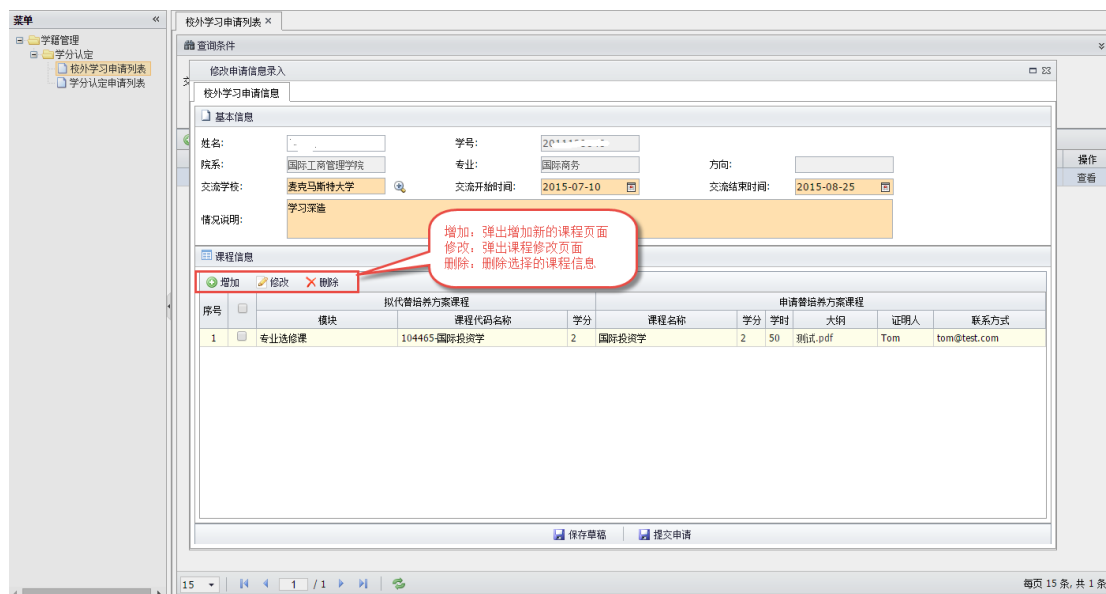 菜单 «
学籍管理
学分认定
校外学习申请列表
学分认定申请列表
校外学习申请列表 ×
查询条件
修改申请信息录入
校外学习申请信息
基本信息
姓名: 学号:
院系: 国际工商管理学院 专业: 国际商务 方向:
交流学校: 麦克马斯特大学 交流开始时间: 2015-07-10 交流结束时间: 2015-08-25
情况说明: 学习深造
增加：弹出增加新的课程页面
修改：弹出课程修改页面
删除：删除选择的课程信息
课程信息
增加 修改 删除
序号 拟代替培养方案课程 申请替培养方案课程
模块 课程代码名称 学分 课程名称 学分 学时 大纲 证明人 联系方式
1 专业选修课 104465-国际投资学 2 国际投资学 2 50 测试.pdf Tom tom@test.com
保存草稿 提交申请
操作
查看
15 1 / 1 每页 15 条, 共 1 条